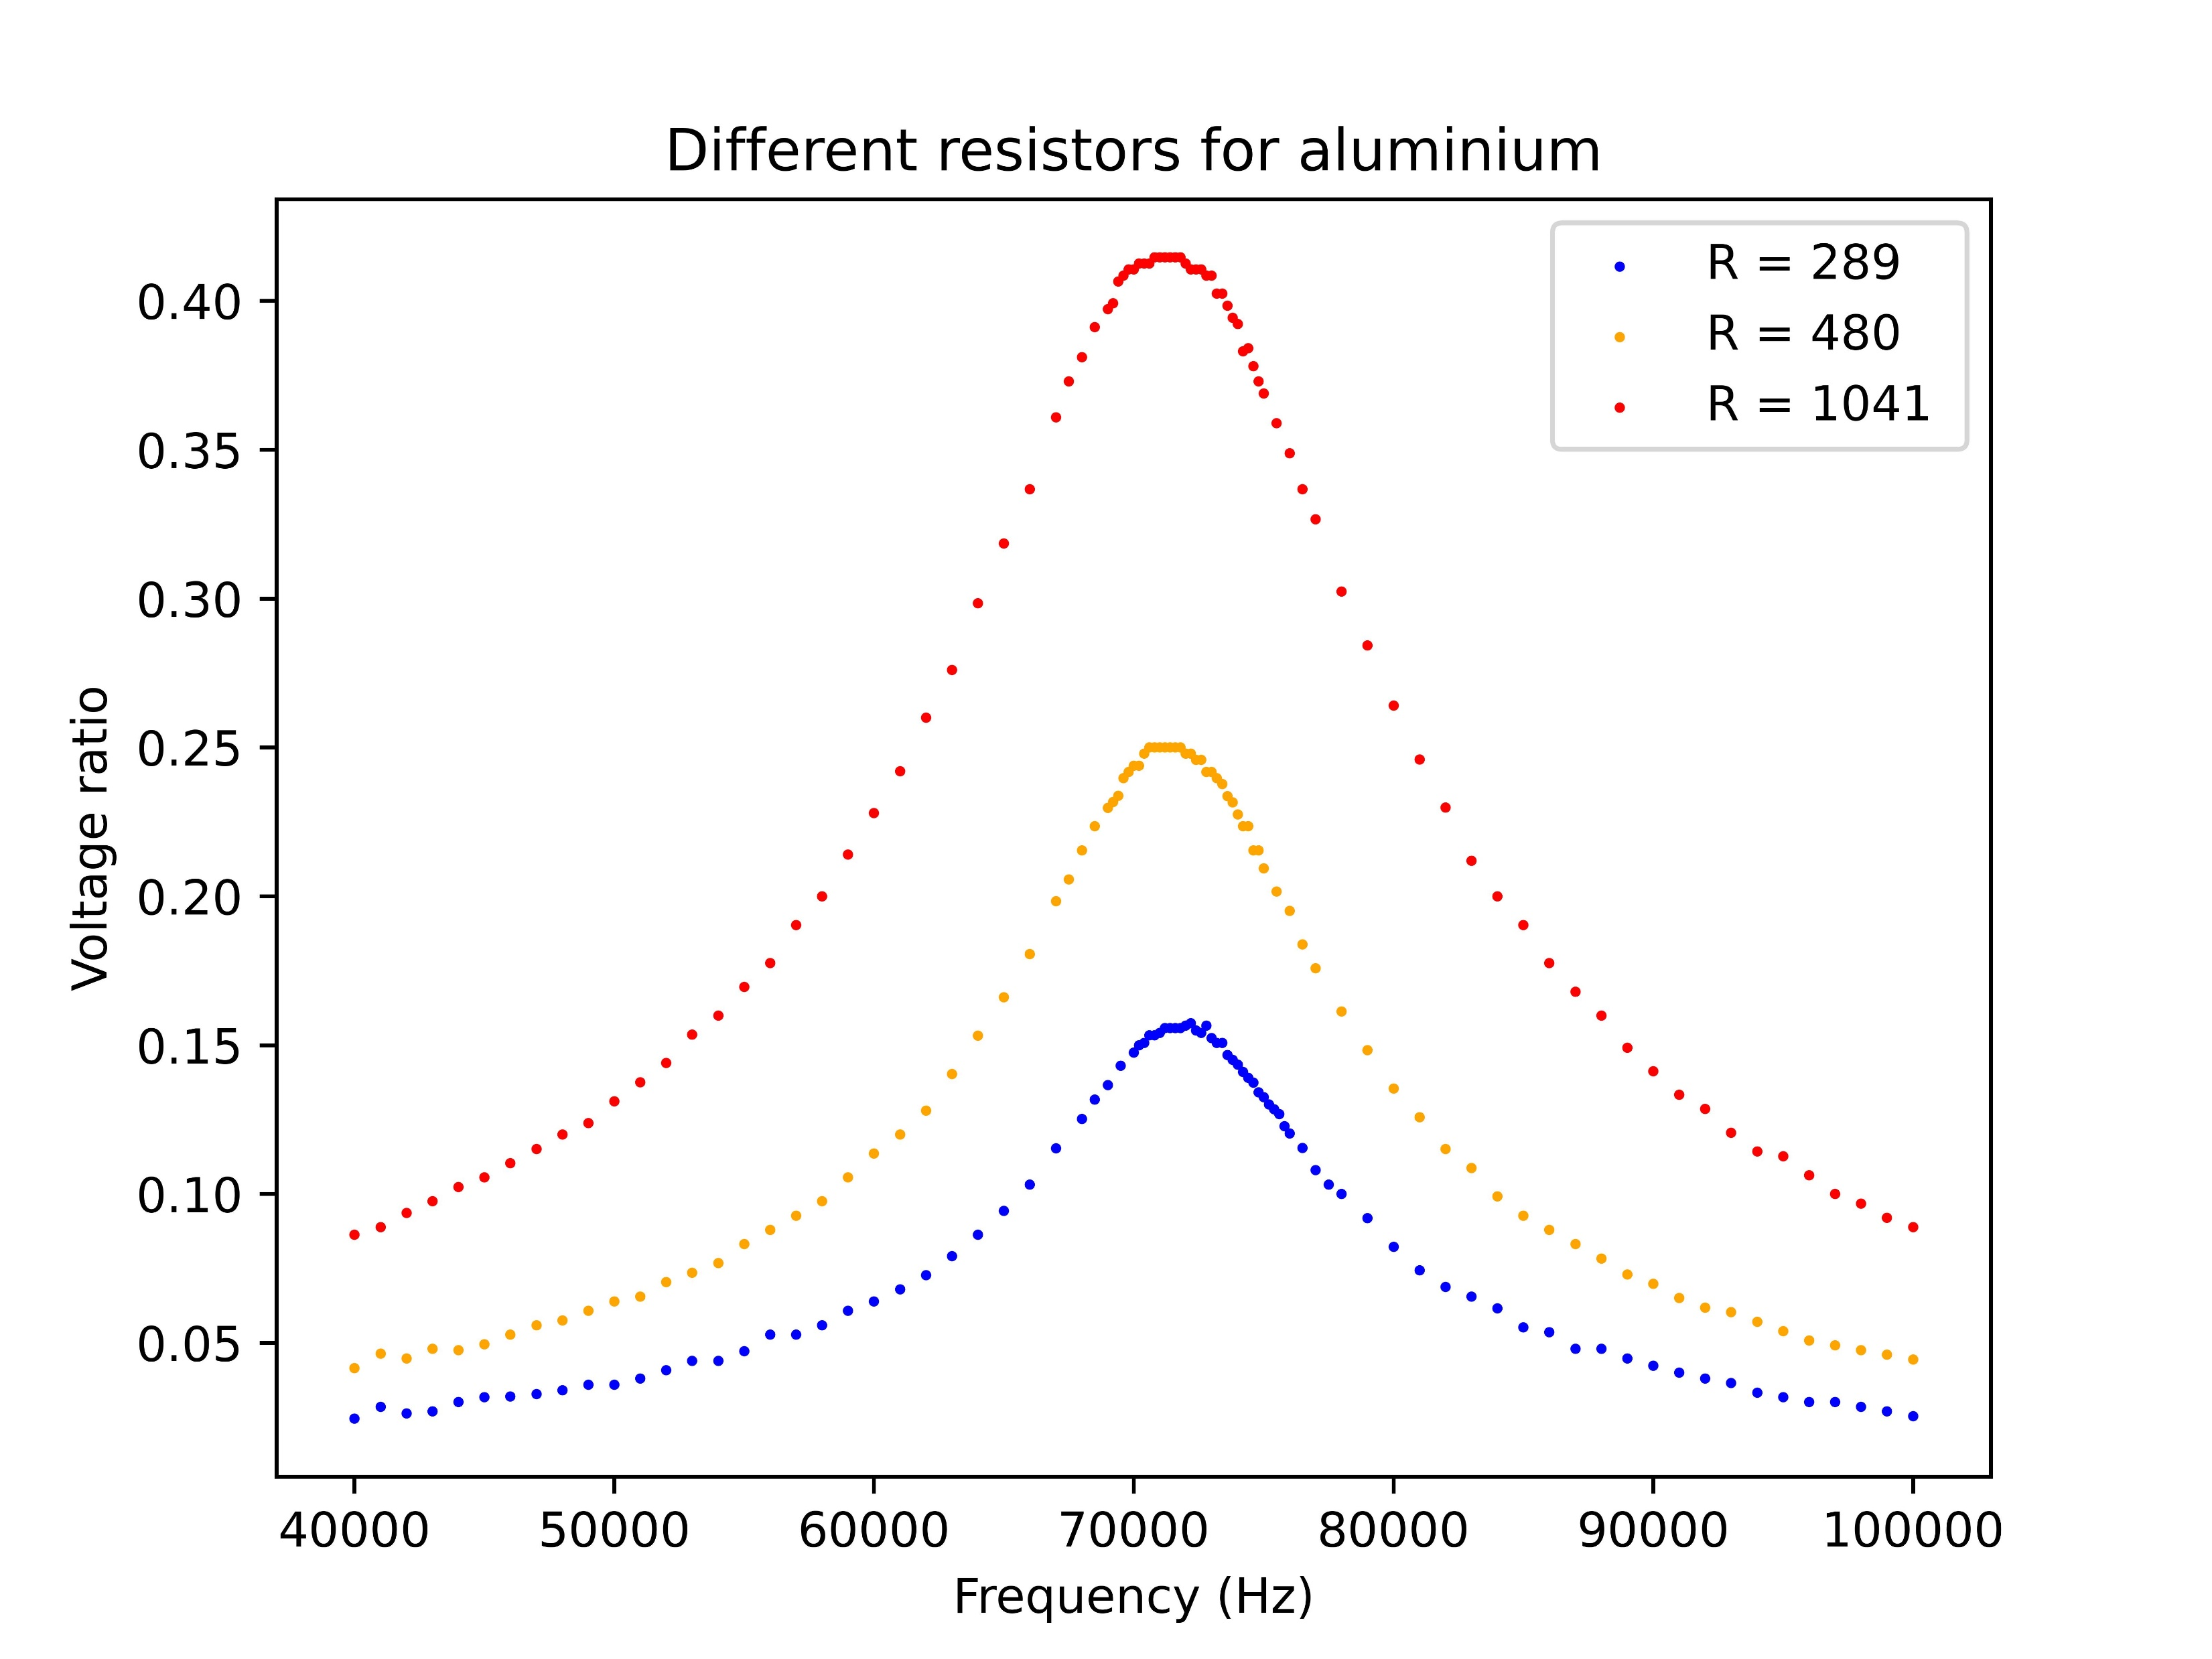 Different resistors for aluminium
R = 289
R = 480
R = 1041
0.40
0.35
0.30
0.25
0.20
0.15
0.10
0.05
Voltage ratio
40000 50000 60000 70000 80000 90000 100000
Frequency (Hz)